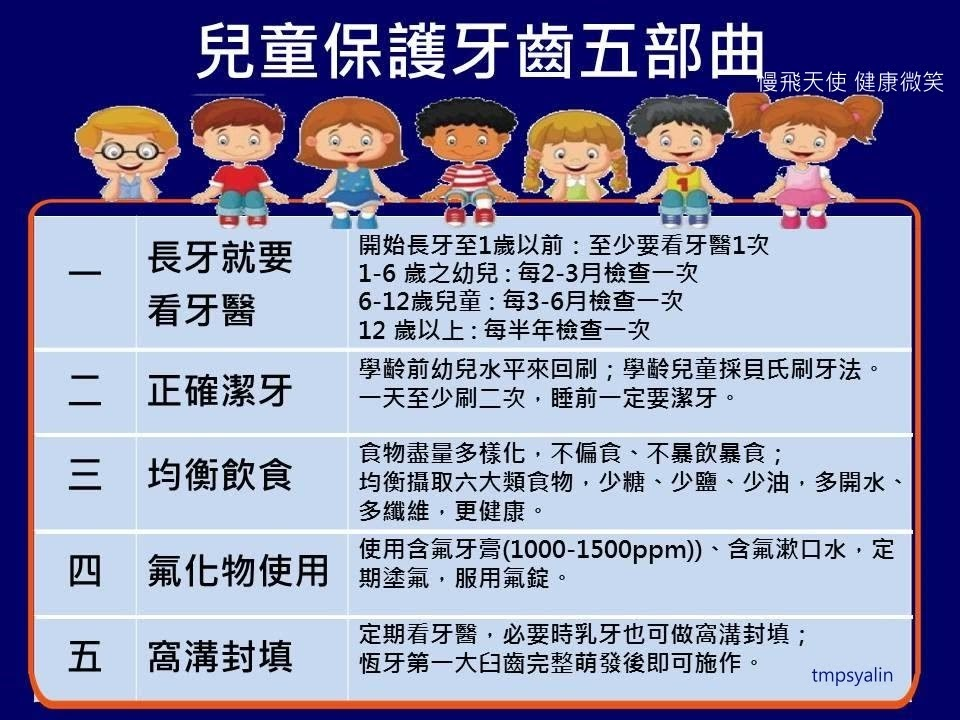 兒童保護牙齒五部曲
慢飛天使 健康微笑
一
長牙就要
看牙醫
開始長牙至1歲以前：至少要看牙醫1次
1-6 歲之幼兒 : 每2-3月檢查一次
6-12歲兒童 : 每3-6月檢查一次
12 歲以上 : 每半年檢查一次
二
正確潔牙
學齡前幼兒水平來回刷；學齡兒童採貝氏刷牙法。
一天至少刷二次，睡前一定要潔牙。
三
均衡飲食
食物盡量多樣化，不偏食、不暴飲暴食；
均衡攝取六大類食物，少糖、少鹽、少油，多開水、
多纖維，更健康。
四
氟化物使用
使用含氟牙膏(1000-1500ppm))、含氟漱口水，定
期塗氟，服用氟錠。
五
窩溝封填
定期看牙醫，必要時乳牙也可做窩溝封填；
恆牙第一大臼齒完整萌發後即可施作。
tmpsyalin
1